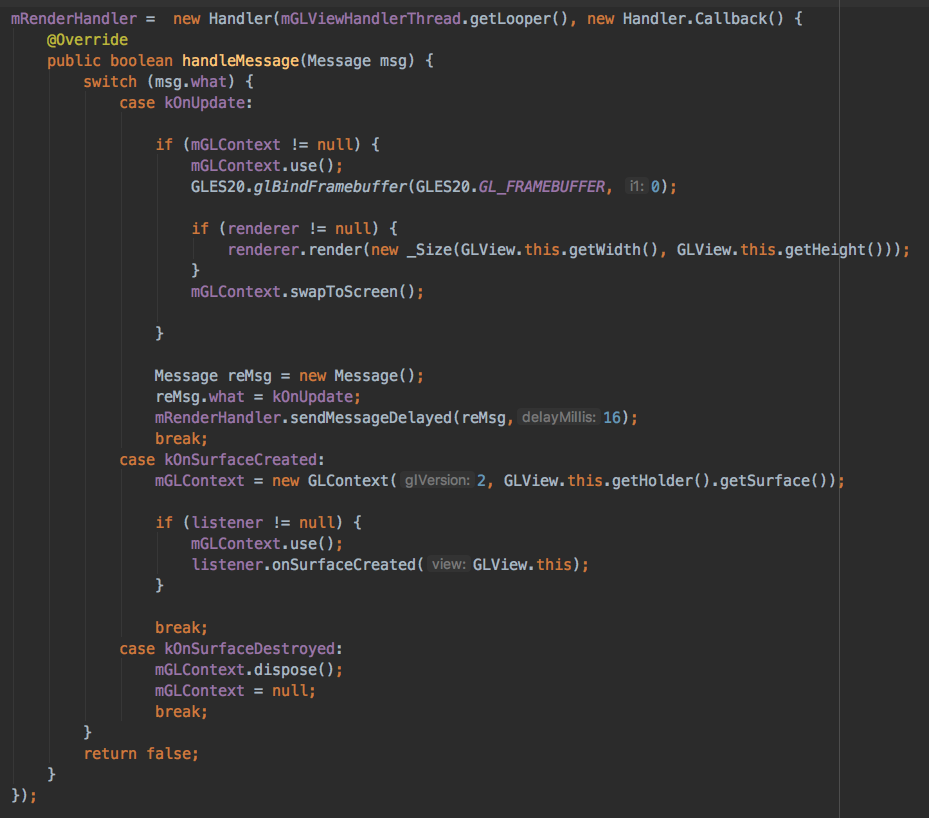 mRenderHandler =  new Handler(mGLViewHandlerThread.getLooper(), new Handler.Callback() {
    @Override
    public boolean handleMessage(Message msg) {
        switch (msg.what) {
            case kOnUpdate:
                if (mGLContext != null) {
                    mGLContext.use();
                    GLES20.glBindFramebuffer(GLES20.GL_FRAMEBUFFER, i1: 0);
                    if (renderer != null) {
                        renderer.render(new _Size(GLView.this.getWidth(), GLView.this.getHeight()));
                    }
                    mGLContext.swapToScreen();
                }
                Message reMsg = new Message();
                reMsg.what = kOnUpdate;
                mRenderHandler.sendMessageDelayed(reMsg, delayMillis: 16);
                break;
            case kOnSurfaceCreated:
                mGLContext = new GLContext( glVersion: 2, GLView.this.getHolder().getSurface());
                if (listener != null) {
                    mGLContext.use();
                    listener.onSurfaceCreated( view: GLView.this);
                }
                break;
            case kOnSurfaceDestroyed:
                mGLContext.dispose();
                mGLContext = null;
                break;
        }
        return false;
    }
});